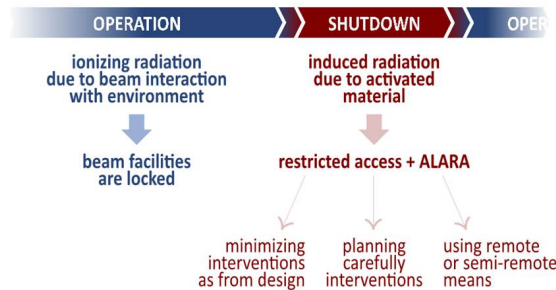 OPERATION
SHUTDOWN
ionizing radiation
due to beam interaction
with environment
induced radiation
due to activated
material
beam facilities
are locked
restricted access + ALARA
minimizing
interventions
as from design
planning
carefully
interventions
using remote
or semi-remote
means